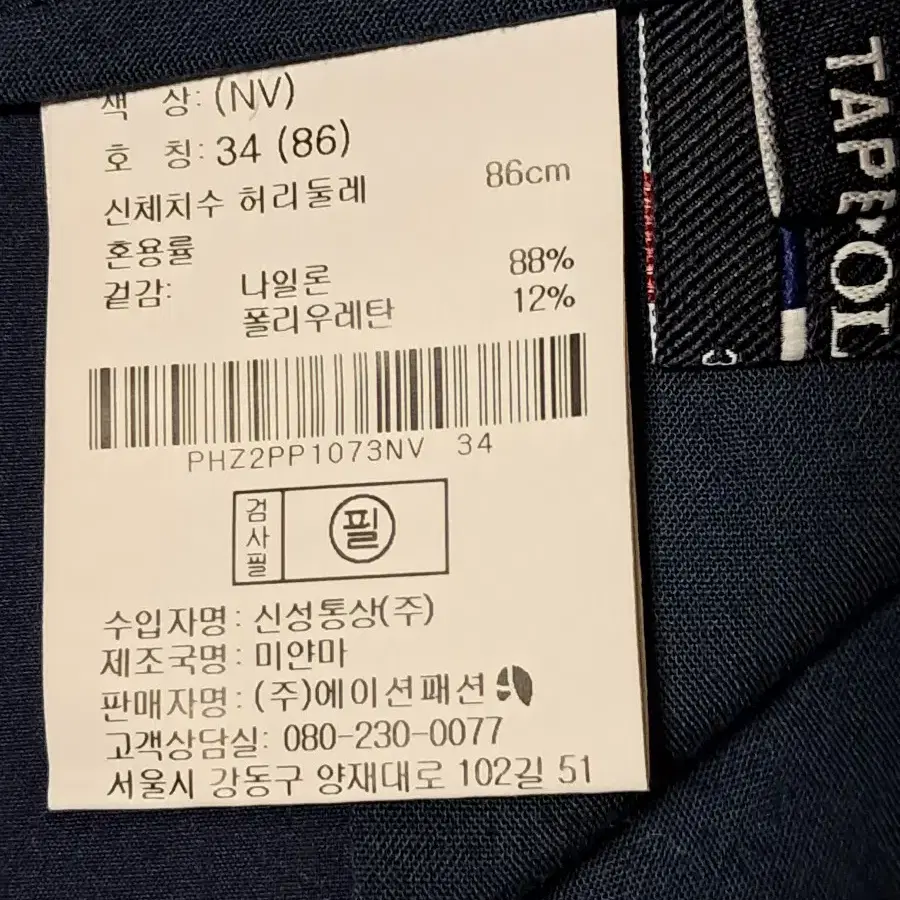 색 상: (NV)
호 칭: 34 (86)
신체치수 허리둘레 86cm
혼용률
겉감: 나일론 88%
폴리우레탄 12%
PHZ2PP1073NV 34
검사필
필
수입자명: 신성통상(주)
제조국명: 미얀마
판매자명: (주)에이션패션
고객상담실: 080-230-0077
서울시 강동구 양재대로 102길 51
TAPE
OL